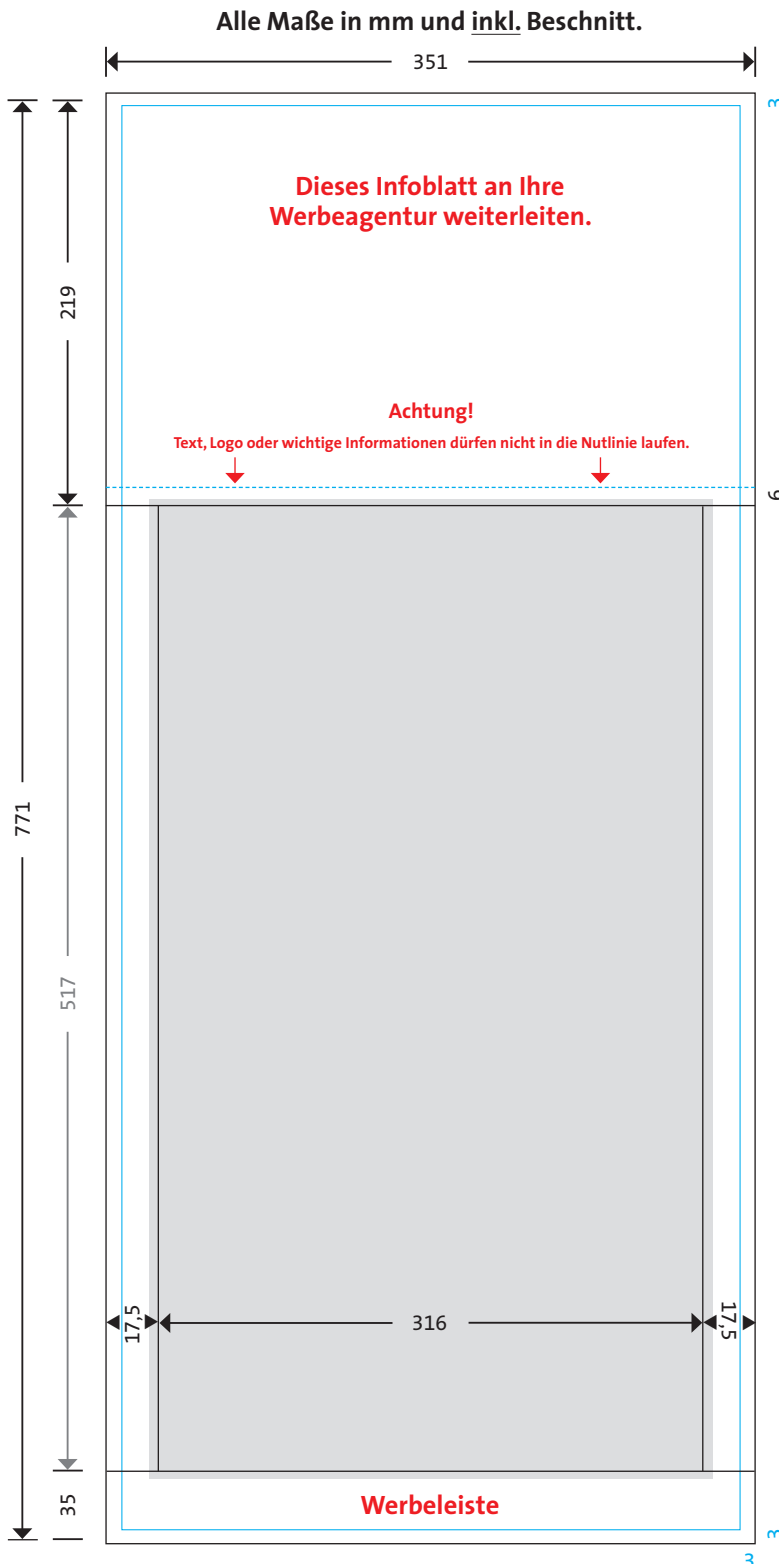 Alle Maße in mm und inkl. Beschnitt.
351
3
Dieses Infoblatt an Ihre
Werbeagentur weiterleiten.
219
Achtung!
Text, Logo oder wichtige Informationen dürfen nicht in die Nutlinie laufen.
771
517
17,5
316
17,5
35
Werbeleiste
3
3